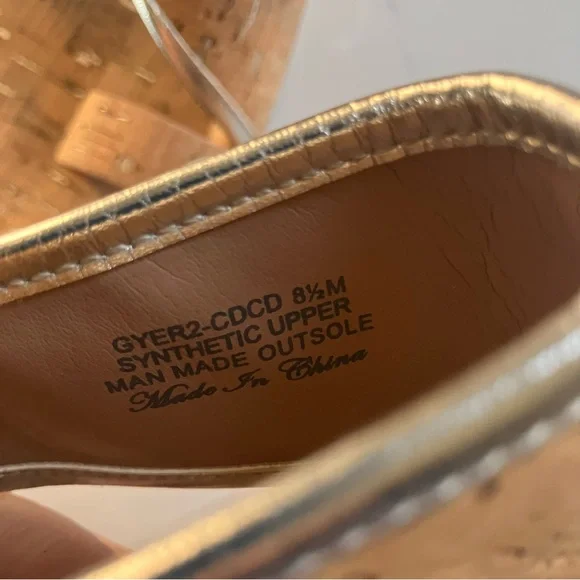 GYER2-CDCD 8½M
SYNTHETIC UPPER
MAN MADE OUTSOLE
Made In China